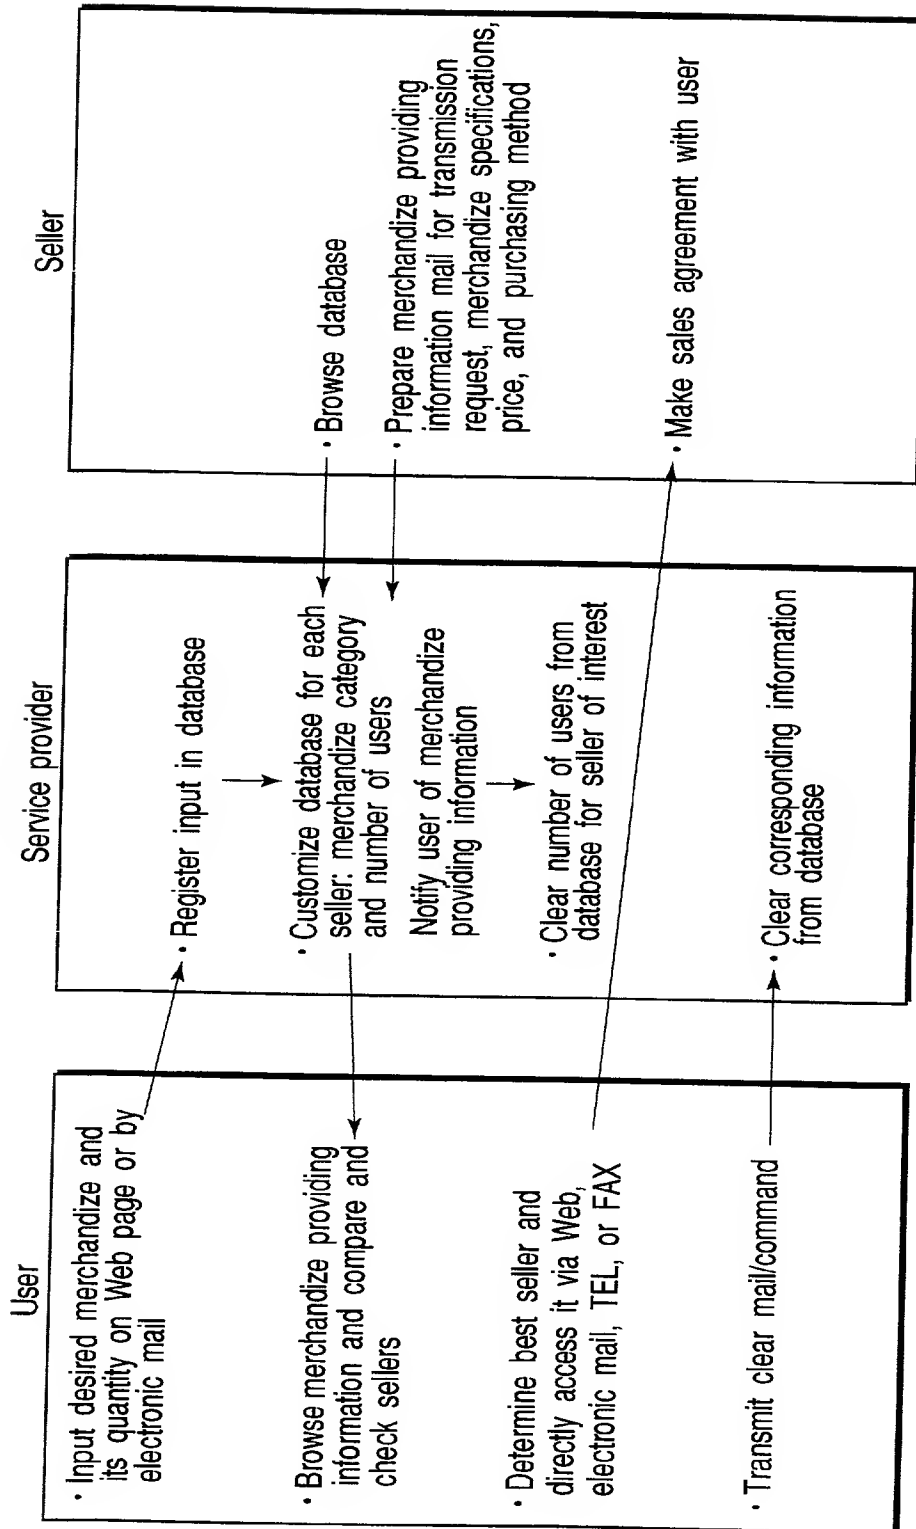 User
· Input desired merchandize and
its quantity on Web page or by
electronic mail
· Browse merchandize providing
information and compare and
check sellers
· Determine best seller and
directly access it via Web,
electronic mail, TEL, or FAX
· Transmit clear mail/command
Service provider
· Register input in database
· Customize database for each
seller: merchandize category
and number of users
Notify user of merchandize
providing information
· Clear number of users from
database for seller of interest
· Clear corresponding information
from database
Seller
· Browse database
· Prepare merchandize providing
information mail for transmission
request, merchandize specifications,
price, and purchasing method
· Make sales agreement with user